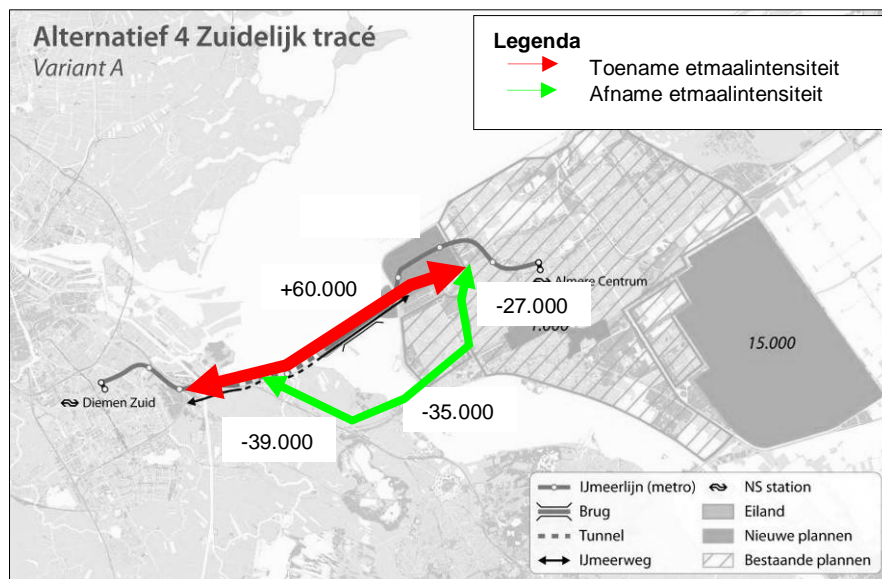 Alternatief 4 Zuidelijk tracé
Variant A
Legenda
Toename etmaalintensiteit
Afname etmaalintensiteit
+60.000
Almere Centrum
-27.000
15.000
Diemen Zuid
-35.000
-39.000
IJmeerlijn (metro)
NS station
Brug
Eiland
Tunnel
Nieuwe plannen
IJmeerweg
Bestaande plannen